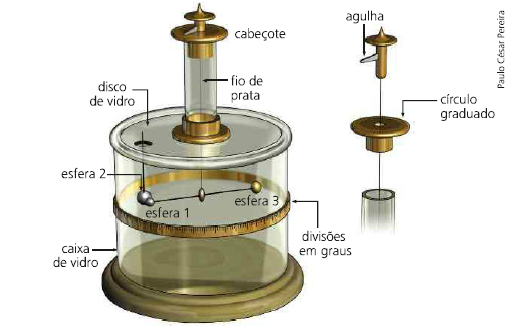 cabeçote
agulha
Paulo César Pereira
disco
de vidro
fio de
prata
círculo
graduado
esfera 2
esfera 1
esfera 3
caixa
de vidro
divisões
em graus